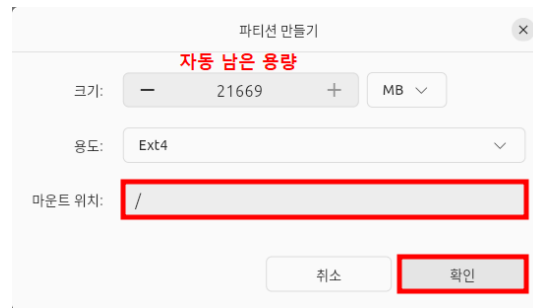 파티션 만들기
자동 남은 용량
크기: − 21669 + MB
용도: Ext4
마운트 위치: /
취소 확인